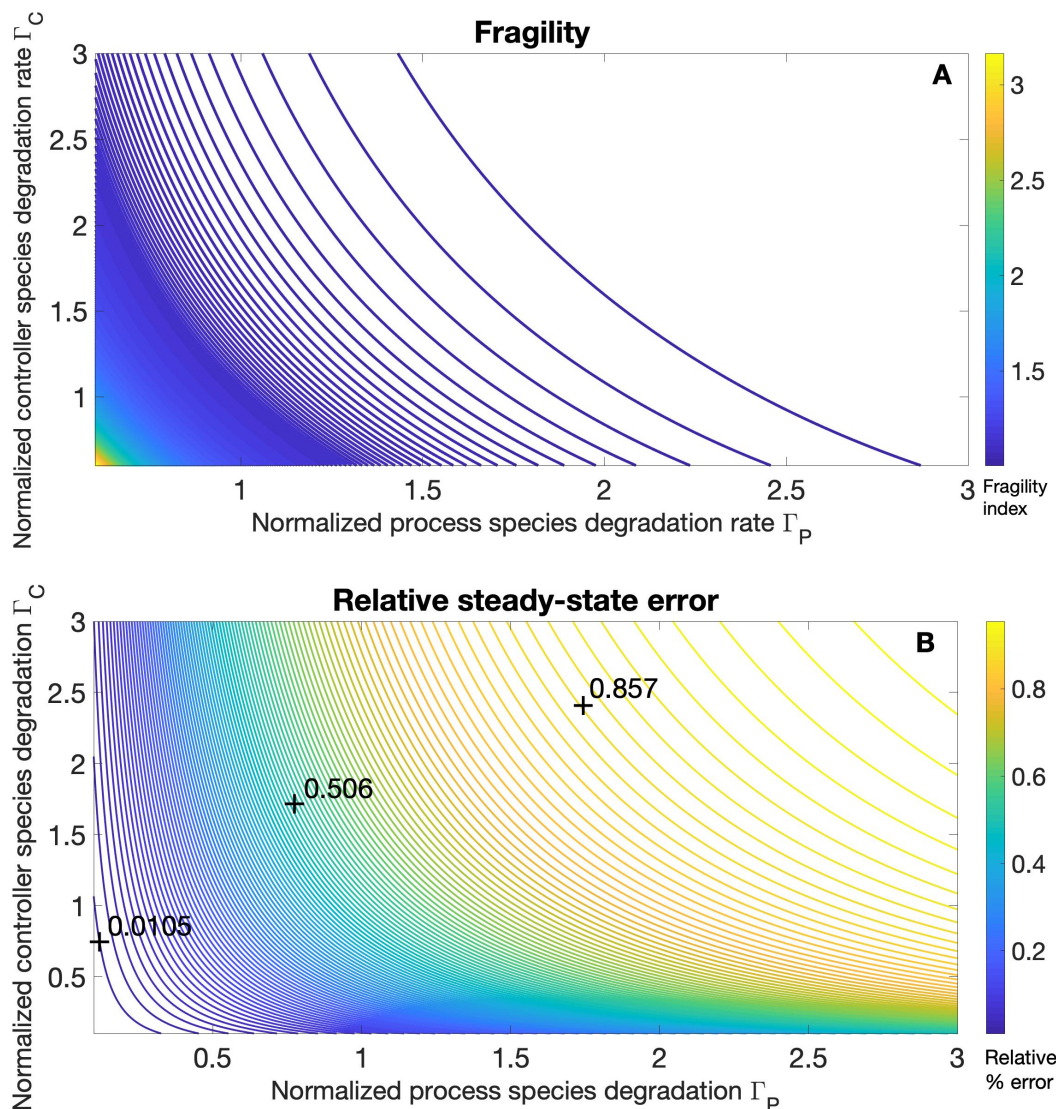 Fragility
A
Normalized controller species degradation rate Γ_C
3
2.5
2
1.5
1
1
1.5
2
2.5
3
Normalized process species degradation rate Γ_P
3
2.5
2
1.5
Fragility
index
Relative steady-state error
B
Normalized controller species degradation Γ_C
3
2.5
2
1.5
1
0.5
0.857
0.506
0.0105
0.5
1
1.5
2
2.5
3
Normalized process species degradation Γ_P
0.8
0.6
0.4
0.2
Relative
% error